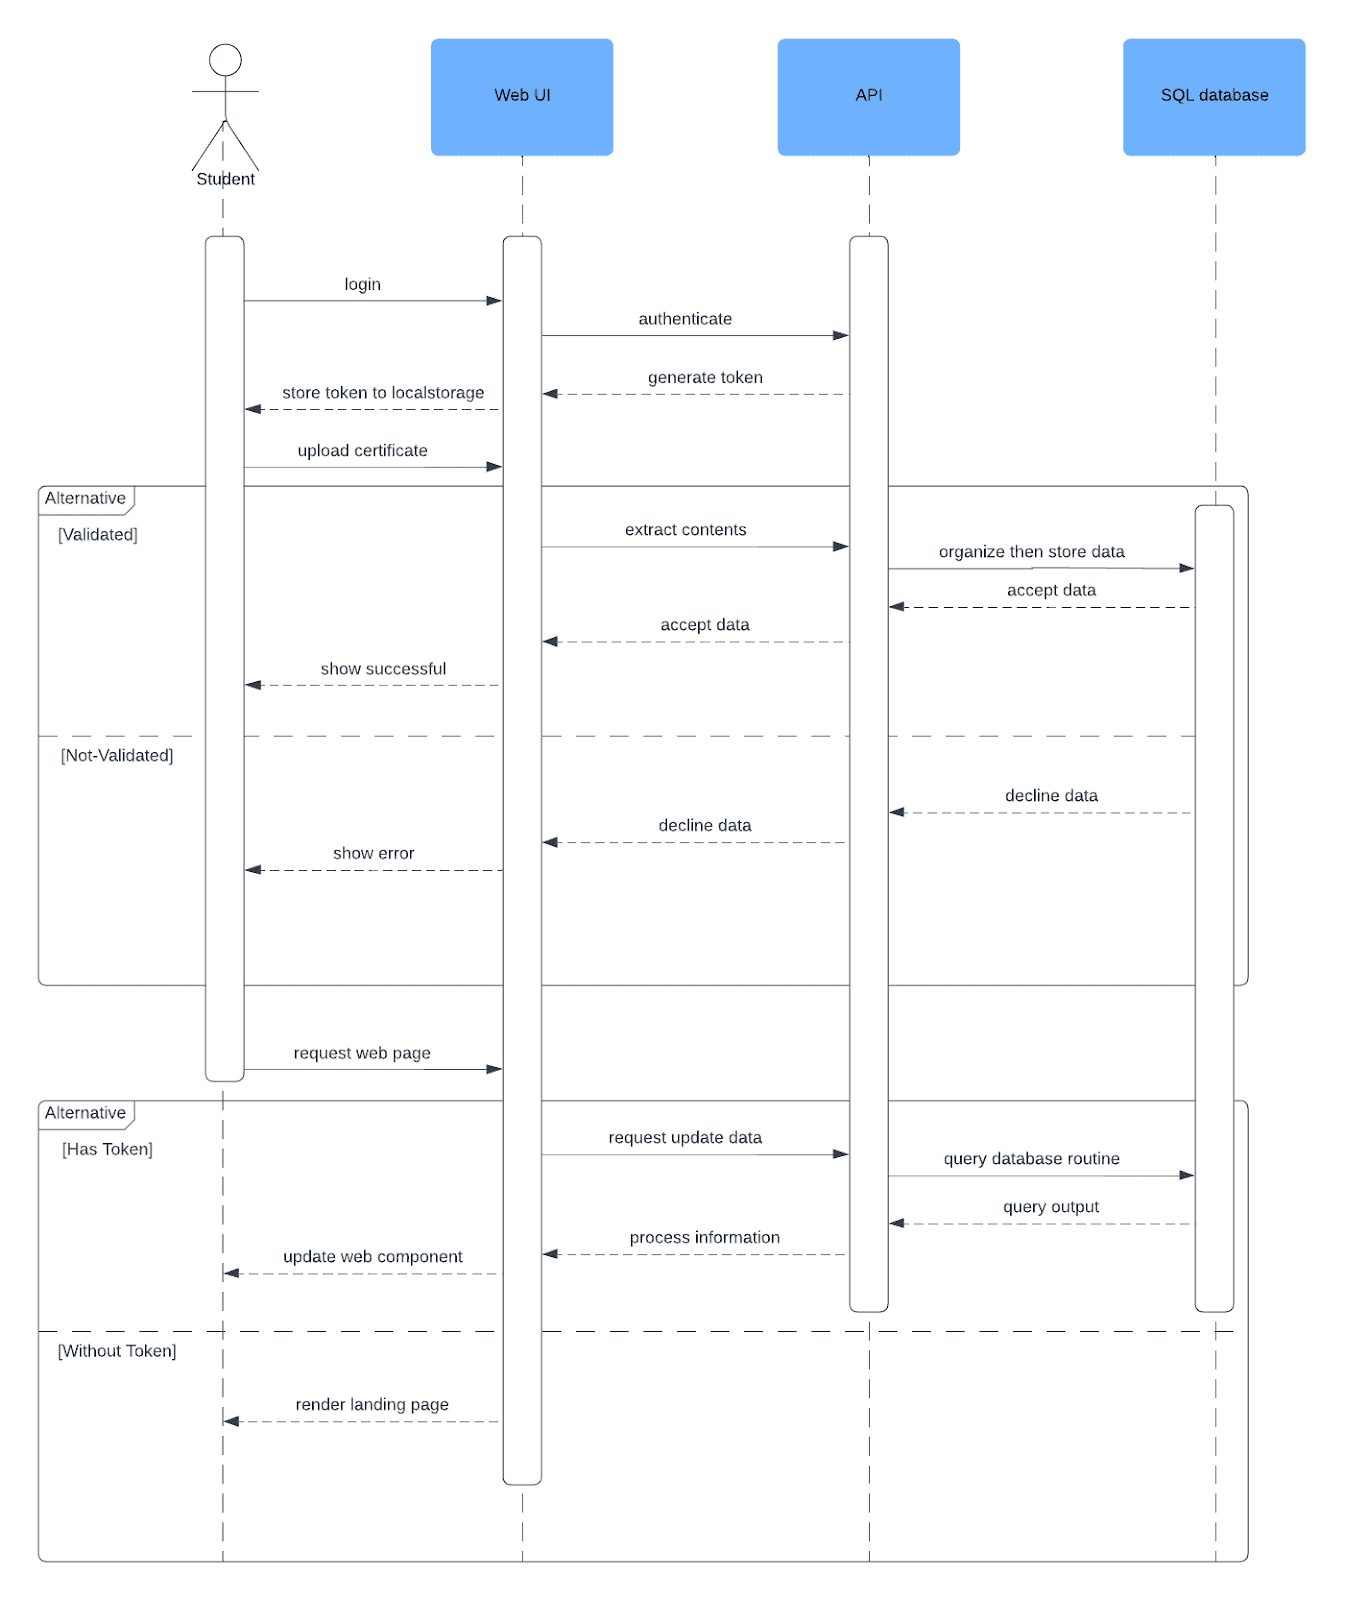 Web UI
API
SQL database
Student
login
authenticate
generate token
store token to localstorage
upload certificate
Alternative
[Validated]
extract contents
organize then store data
accept data
accept data
show successful
[Not-Validated]
decline data
decline data
show error
request web page
Alternative
[Has Token]
request update data
query database routine
query output
process information
update web component
[Without Token]
render landing page